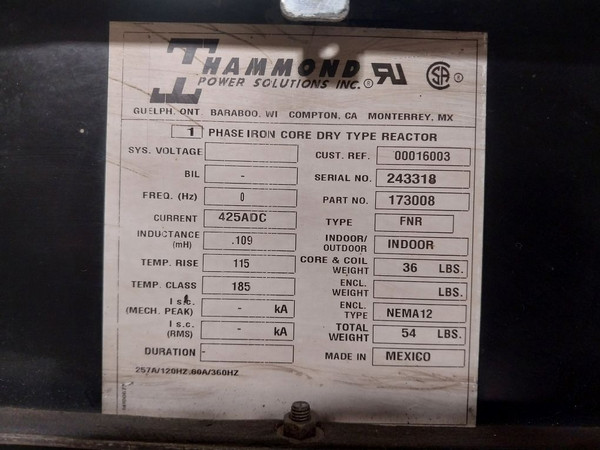 HAMMOND
POWER SOLUTIONS INC.®
GUELPH, ONT BARABOO, WI COMPTON, CA MONTERREY, MX
1 PHASE IRON CORE DRY TYPE REACTOR
SYS. VOLTAGE
CUST. REF. 00016003
BIL -
SERIAL NO. 243318
FREQ. (Hz) 0
PART NO. 173008
CURRENT 425ADC
TYPE FNR
INDUCTANCE (mH) .109
INDOOR/ OUTDOOR INDOOR
TEMP. RISE 115
CORE & COIL WEIGHT 36 LBS.
TEMP. CLASS 185
ENCL. WEIGHT LBS.
I s.c. (MECH. PEAK) - kA
ENCL. TYPE NEMA12
I s.c. (RMS) - kA
TOTAL WEIGHT 54 LBS.
DURATION -
MADE IN MEXICO
257A/120HZ,60A/360HZ